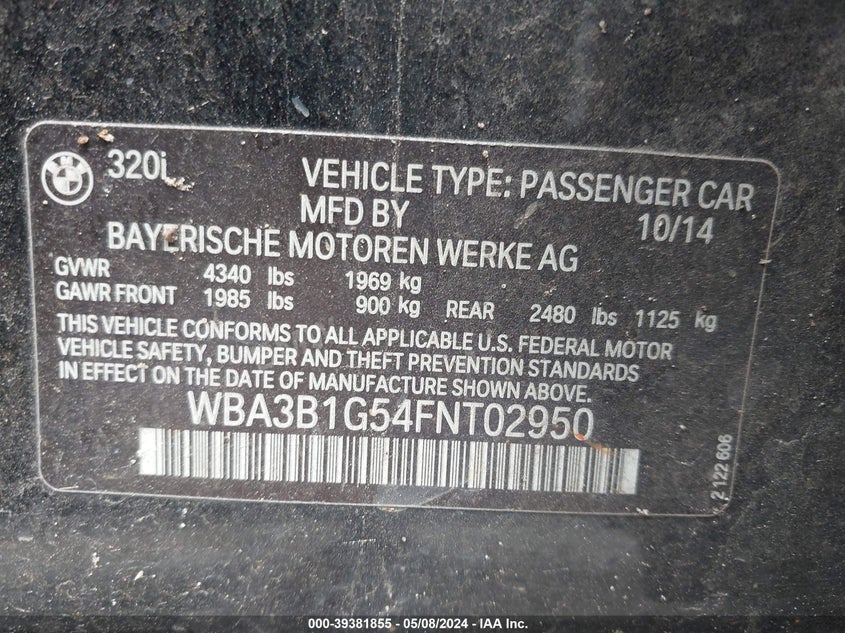 BMW
320i
VEHICLE TYPE: PASSENGER CAR
MFD BY
10/14
BAYERISCHE MOTOREN WERKE AG
GVWR 4340 lbs 1969 kg
GAWR FRONT 1985 lbs 900 kg REAR 2480 lbs 1125 kg
THIS VEHICLE CONFORMS TO ALL APPLICABLE U.S. FEDERAL MOTOR
VEHICLE SAFETY, BUMPER AND THEFT PREVENTION STANDARDS
IN EFFECT ON THE DATE OF MANUFACTURE SHOWN ABOVE.
WBA3B1G54FNT02950
2 122 606
000-39381855 - 05/08/2024 - IAA Inc.